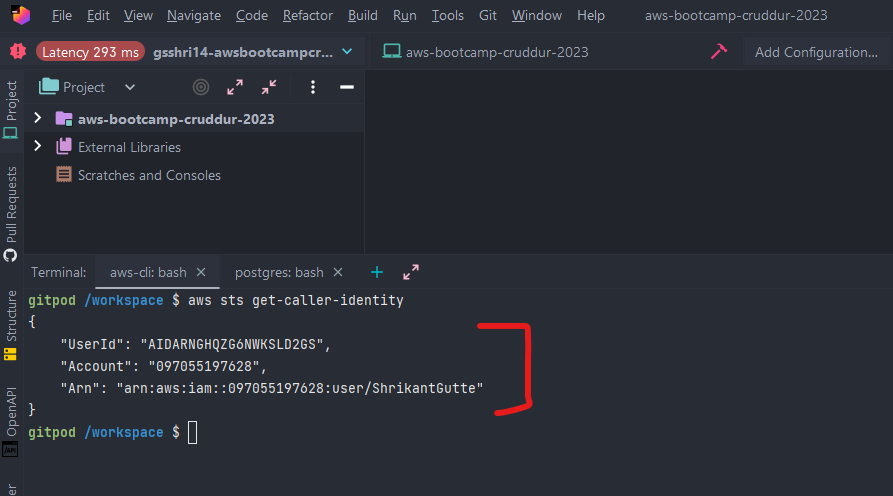 File Edit View Navigate Code Refactor Build Run Tools Git Window Help aws-bootcamp-cruddur-2023
Latency 293 ms gsshri14-awsbootcampcr... aws-bootcamp-cruddur-2023 Add Configuration...
Project
Project
aws-bootcamp-cruddur-2023
External Libraries
Scratches and Consoles
Pull Requests
Terminal: aws-cli: bash postgres: bash
Structure
gitpod /workspace $ aws sts get-caller-identity
{
"UserId": "AIDARNGHQZG6NWKSLD2GS",
"Account": "097055197628",
"Arn": "arn:aws:iam::097055197628:user/ShrikantGutte"
}
gitpod /workspace $
OpenAPI
er